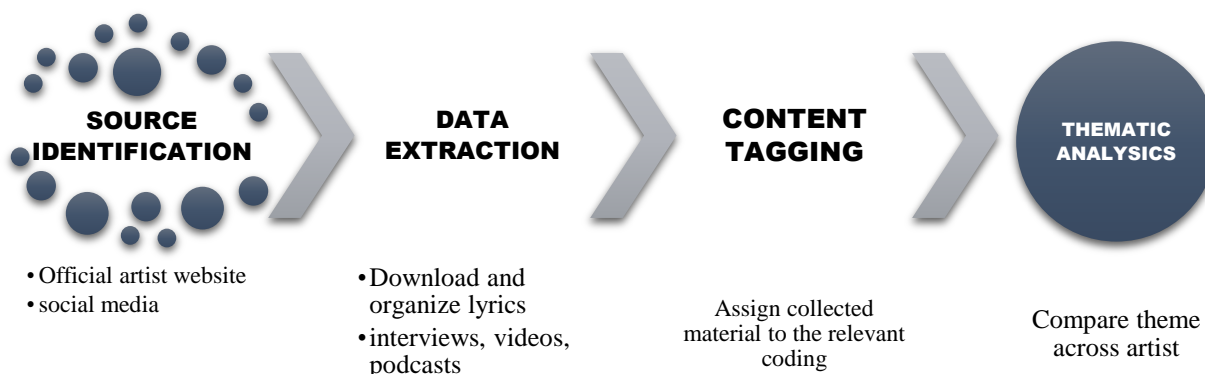 SOURCE
IDENTIFICATION
DATA
EXTRACTION
CONTENT
TAGGING
THEMATIC
ANALYSICS
• Official artist website
• social media
• Download and
organize lyrics
• interviews, videos,
podcasts
Assign collected
material to the relevant
coding
Compare theme
across artist